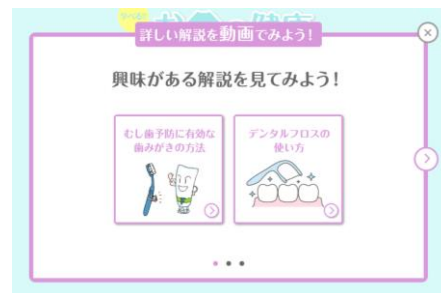 詳しい解説を動画でみよう!
興味がある解説を見てみよう!
むし歯予防に有効な
歯みがきの方法
デンタルフロスの
使い方